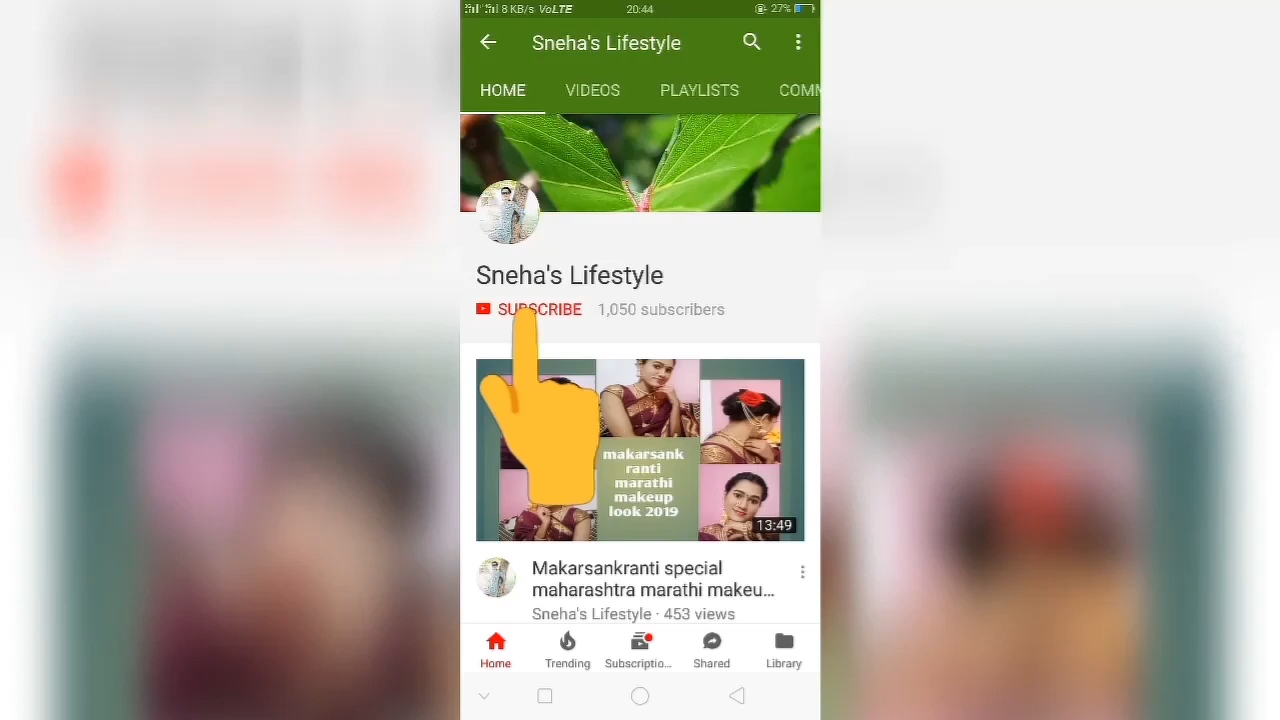 8 KB/s VoLTE 20:44 27%
Sneha's Lifestyle
HOME VIDEOS PLAYLISTS COMM
Sneha's Lifestyle
SUBSCRIBE 1,050 subscribers
makarsank
ranti
marathi
makeup
look 2019
13:49
Makarsankranti special
maharashtra marathi makeu...
Sneha's Lifestyle · 453 views
Home Trending Subscriptio... Shared Library